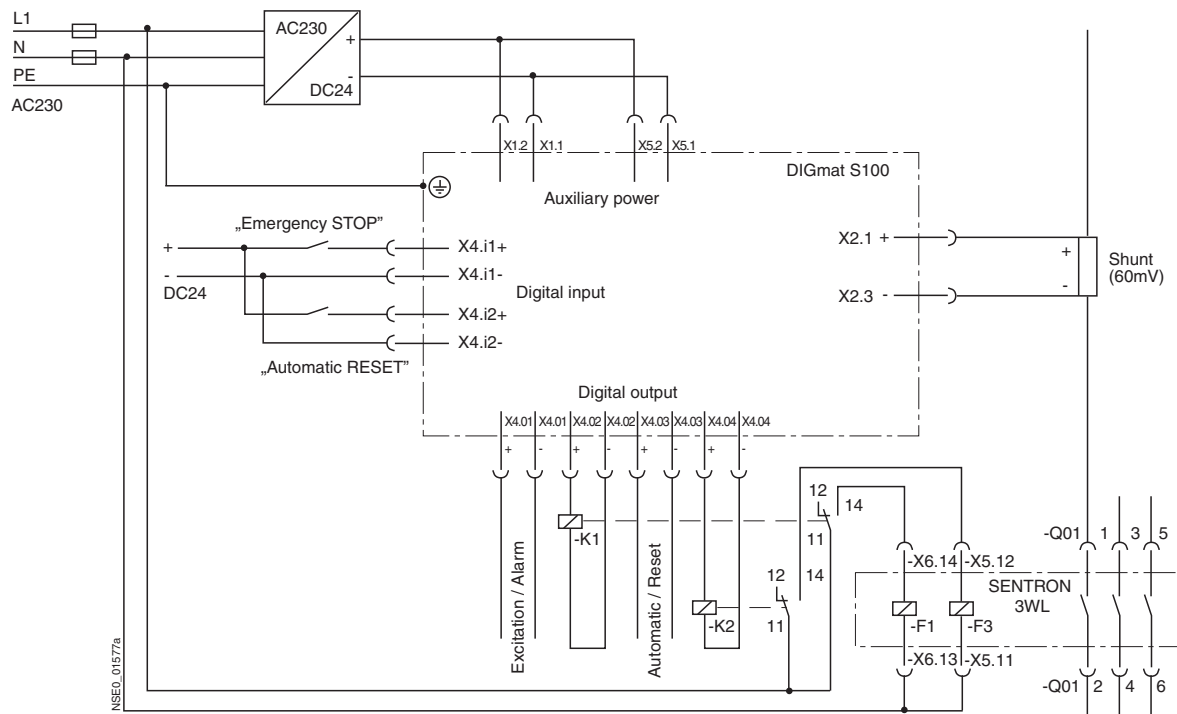 L1
N
PE
AC230
AC230
DC24
+
-
X1.2 X1.1 X5.2 X5.1
DIGmat S100
Auxiliary power
„Emergency STOP”
+
-
DC24
X4.i1+
X4.i1-
X4.i2+
X4.i2-
Digital input
„Automatic RESET”
X2.1 +
X2.3 -
+
-
Shunt
(60mV)
Digital output
X4.01 X4.01 X4.02 X4.02 X4.03 X4.03 X4.04 X4.04
+ - + - + - + -
Excitation / Alarm
Automatic / Reset
-K1
-K2
12
14
11
12
14
11
-X6.14 -X5.12
-F1
-F3
-X6.13 -X5.11
SENTRON
3WL
-Q01 1 3 5
-Q01 2 4 6
NSE0_01577a